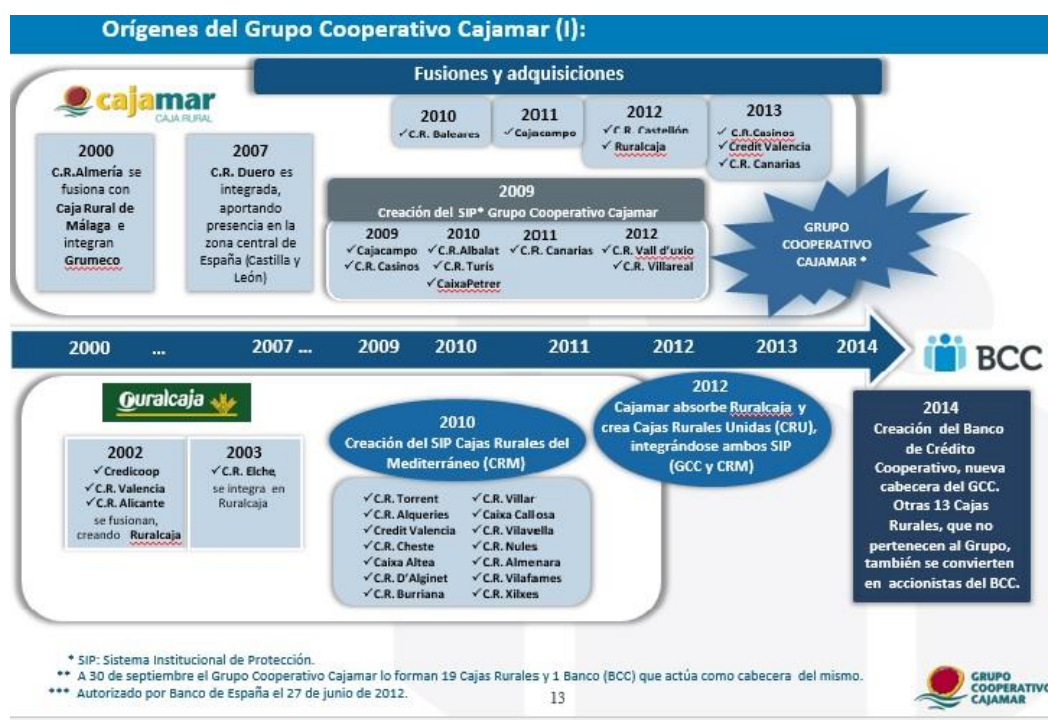 Orígenes del Grupo Cooperativo Cajamar (I):
Fusiones y adquisiciones
cajamar
CAJA RURAL
2000
C.R.Almería se
fusiona con
Caja Rural de
Málaga e
integran
Grumeco
2007
C.R. Duero es
integrada,
aportando
presencia en la
zona central de
España (Castilla y
León)
2010
✓C.R. Baleares
2011
✓Cajacampo
2012
✓C.R. Castellón
✓ Ruralcaja
2013
✓ C.R.Casinos
✓Credit Valencia
✓C.R. Canarias
2009
Creación del SIP* Grupo Cooperativo Cajamar
2009
✓Cajacampo
✓C.R. Casinos
2010
✓C.R.Albalat
✓C.R. Turís
✓CaixaPetrer
2011
✓C.R. Canarias
2012
✓C.R. Vall d'uxio
✓C.R. Villareal
GRUPO
COOPERATIVO
CAJAMAR *
2000 ... 2007 ... 2009 2010 2011 2012 2013 2014
BCC
ruralcaja
2002
✓Credicoop
✓C.R. Valencia
✓C.R. Alicante
se fusionan,
creando Ruralcaja
2003
✓C.R. Elche,
se integra en
Ruralcaja
2010
Creación del SIP Cajas Rurales del
Mediterráneo (CRM)
✓C.R. Torrent
✓C.R. Alqueries
✓Credit Valencia
✓C.R. Cheste
✓Caixa Altea
✓C.R. D'Alginet
✓C.R. Burriana
✓C.R. Villar
✓Caixa Callosa
✓C.R. Vilavella
✓C.R. Nules
✓C.R. Almenara
✓C.R. Vilafames
✓C.R. Xilxes
2012
Cajamar absorbe Ruralcaja y
crea Cajas Rurales Unidas (CRU),
integrándose ambos SIP
(GCC y CRM)
2014
Creación del Banco
de Crédito
Cooperativo, nueva
cabecera del GCC.
Otras 13 Cajas
Rurales, que no
pertenecen al Grupo,
también se convierten
en accionistas del BCC.
* SIP: Sistema Institucional de Protección.
** A 30 de septiembre el Grupo Cooperativo Cajamar lo forman 19 Cajas Rurales y 1 Banco (BCC) que actúa como cabecera del mismo.
*** Autorizado por Banco de España el 27 de junio de 2012.
13
GRUPO
COOPERATIVO
CAJAMAR